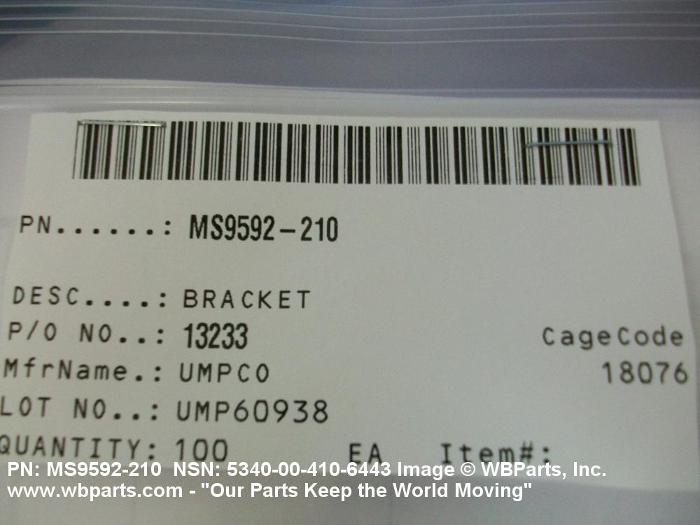 PN......: MS9592-210
DESC....: BRACKET
P/O NO..: 13233 CageCode
MfrName.: UMPCO 18076
LOT NO..: UMP60938
QUANTITY: 100 EA Item#:
PN: MS9592-210 NSN: 5340-00-410-6443 Image © WBParts, Inc.
www.wbparts.com - "Our Parts Keep the World Moving"